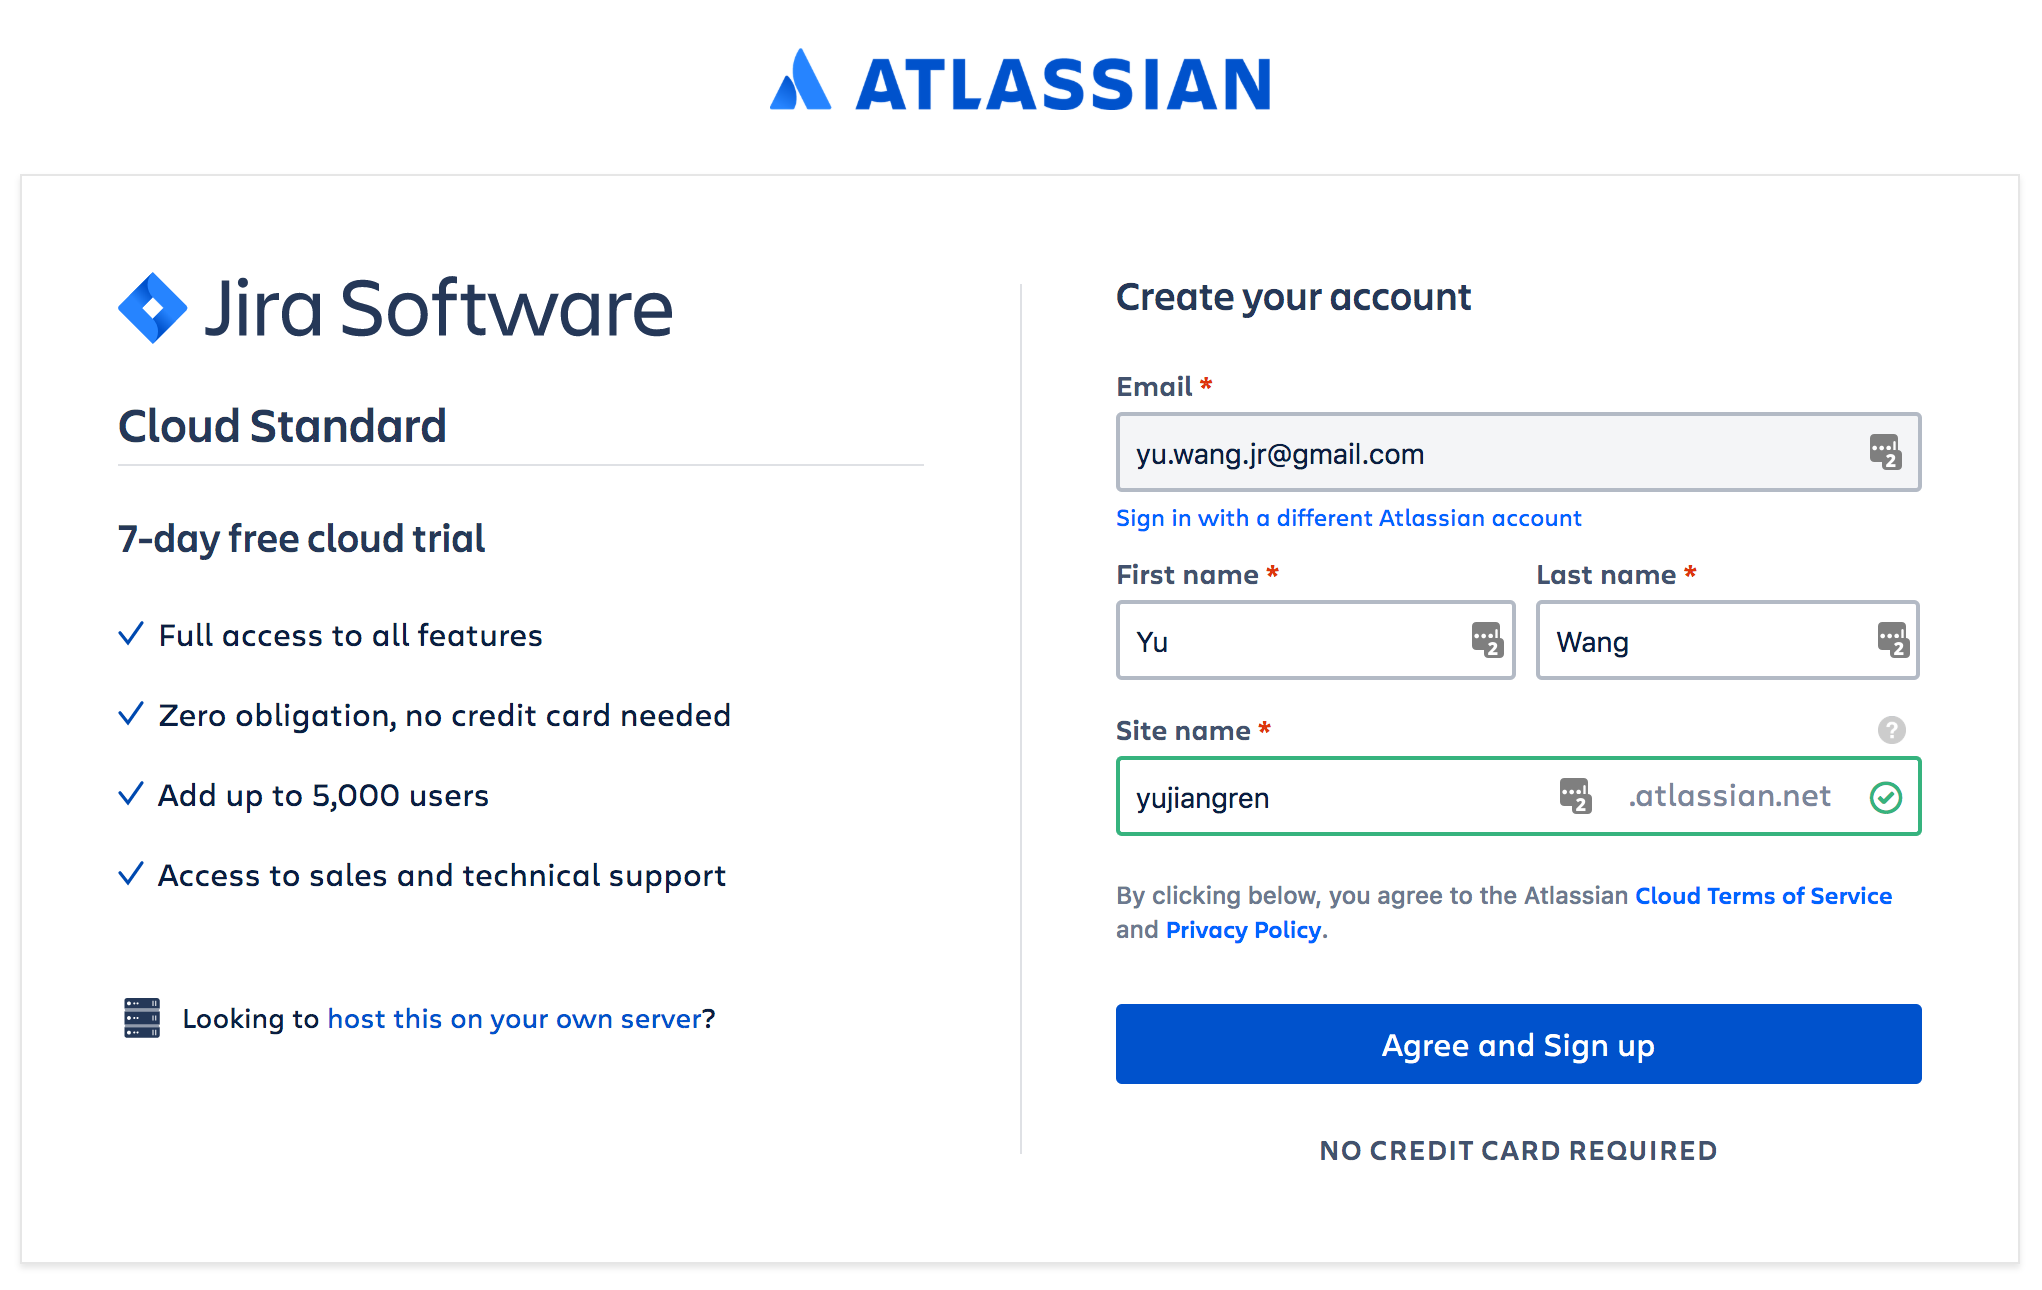 ATLASSIAN
Jira Software
Cloud Standard
7-day free cloud trial
Full access to all features
Zero obligation, no credit card needed
Add up to 5,000 users
Access to sales and technical support
Looking to host this on your own server?
Create your account
Email *
yu.wang.jr@gmail.com
2
Sign in with a different Atlassian account
First name *
Last name *
Yu
2
Wang
2
Site name *
?
yujiangren
2
.atlassian.net
By clicking below, you agree to the Atlassian Cloud Terms of Service
and Privacy Policy.
Agree and Sign up
NO CREDIT CARD REQUIRED